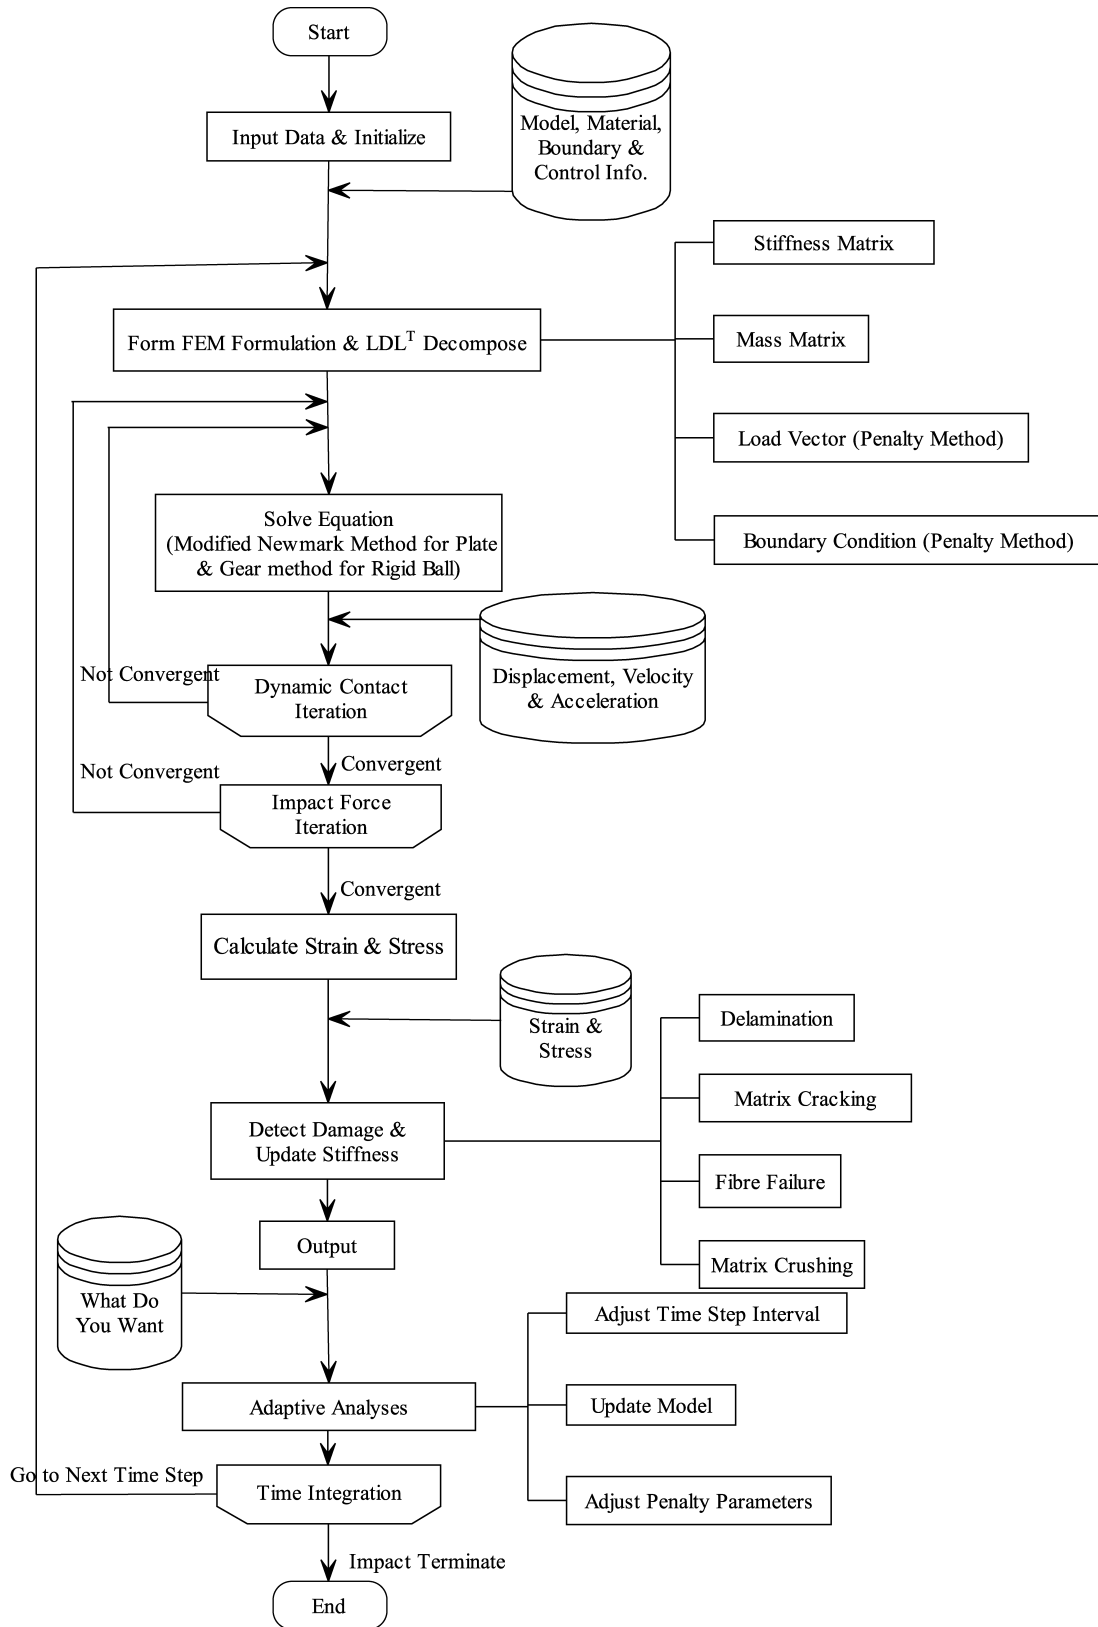 Start
Model, Material,
Boundary &
Control Info.
Input Data & Initialize
Stiffness Matrix
Mass Matrix
Form FEM Formulation & LDL^T Decompose
Load Vector (Penalty Method)
Boundary Condition (Penalty Method)
Solve Equation
(Modified Newmark Method for Plate
& Gear method for Rigid Ball)
Displacement, Velocity
& Acceleration
Not Convergent
Dynamic Contact
Iteration
Convergent
Not Convergent
Impact Force
Iteration
Convergent
Calculate Strain & Stress
Strain &
Stress
Delamination
Matrix Cracking
Detect Damage &
Update Stiffness
Fibre Failure
Matrix Crushing
Output
What Do
You Want
Adjust Time Step Interval
Adaptive Analyses
Update Model
Go to Next Time Step
Time Integration
Adjust Penalty Parameters
Impact Terminate
End